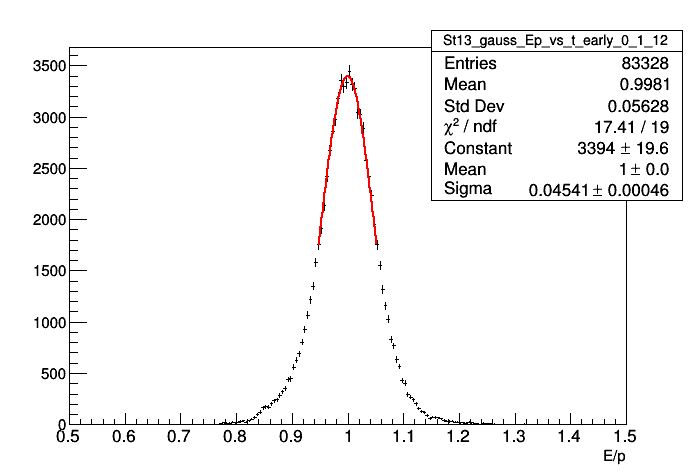 St13_gauss_Ep_vs_t_early_0_1_12
Entries 83328
Mean 0.9981
Std Dev 0.05628
χ² / ndf 17.41 / 19
Constant 3394 ± 19.6
Mean 1 ± 0.0
Sigma 0.04541 ± 0.00046
3500
3000
2500
2000
1500
1000
500
0
0.5 0.6 0.7 0.8 0.9 1 1.1 1.2 1.3 1.4 1.5
E/p